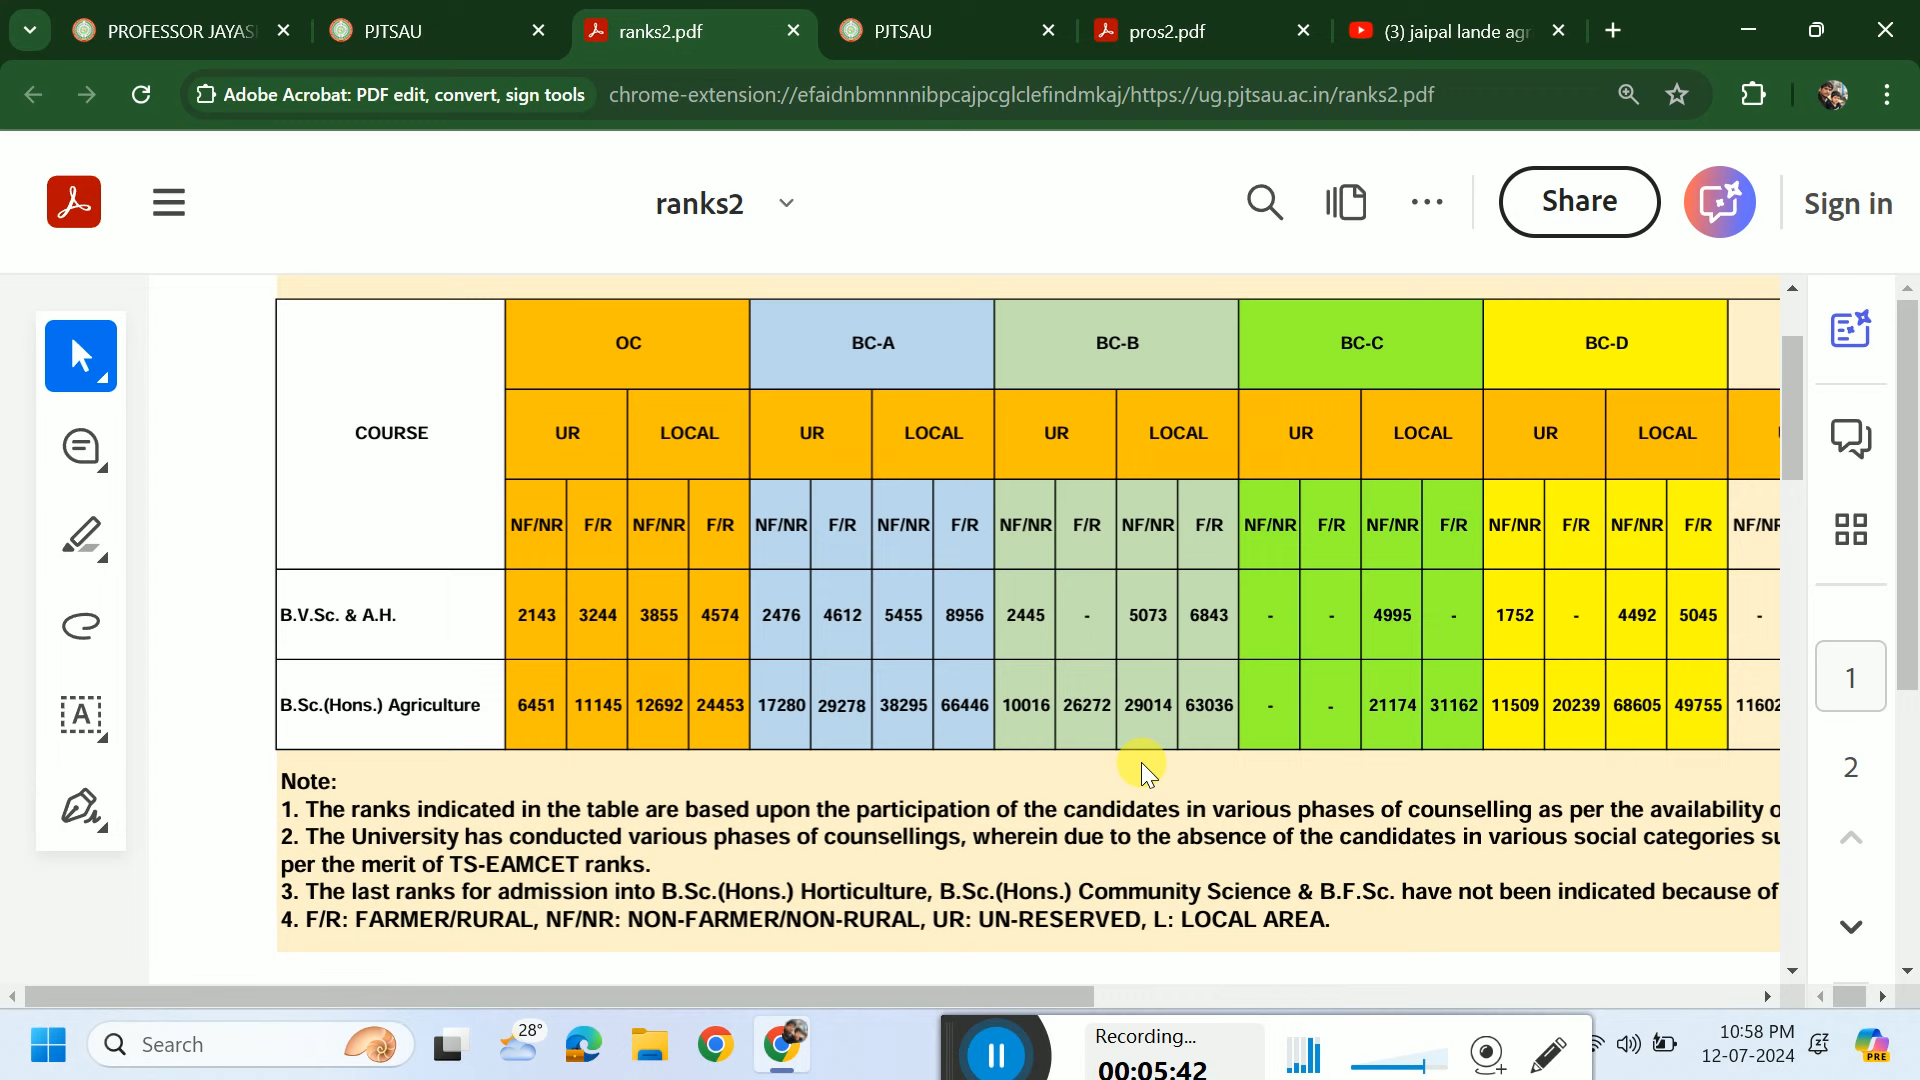 PROFESSOR JAYAS
PJTSAU
ranks2.pdf
PJTSAU
pros2.pdf
(3) jaipal lande agr
Adobe Acrobat: PDF edit, convert, sign tools
chrome-extension://efaidnbmnnnibpcajpcglclefindmkaj/https://ug.pjtsau.ac.in/ranks2.pdf
ranks2
Share
Sign in
COURSE OC BC-A BC-B BC-C BC-D
UR LOCAL UR LOCAL UR LOCAL UR LOCAL UR LOCAL
NF/NR F/R NF/NR F/R NF/NR F/R NF/NR F/R NF/NR F/R NF/NR F/R NF/NR F/R NF/NR F/R NF/NR F/R NF/NR F/R NF/NR
B.V.Sc. & A.H. 2143 3244 3855 4574 2476 4612 5455 8956 2445 - 5073 6843 - - 4995 - 1752 - 4492 5045 -
B.Sc.(Hons.) Agriculture 6451 11145 12692 24453 17280 29278 38295 66446 10016 26272 29014 63036 - - 21174 31162 11509 20239 68605 49755 11602
Note:
1. The ranks indicated in the table are based upon the participation of the candidates in various phases of counselling as per the availability o
2. The University has conducted various phases of counsellings, wherein due to the absence of the candidates in various social categories su
per the merit of TS-EAMCET ranks.
3. The last ranks for admission into B.Sc.(Hons.) Horticulture, B.Sc.(Hons.) Community Science & B.F.Sc. have not been indicated because of
4. F/R: FARMER/RURAL, NF/NR: NON-FARMER/NON-RURAL, UR: UN-RESERVED, L: LOCAL AREA.
1
2
Search
28°
Recording...
00:05:42
10:58 PM
12-07-2024
PRE